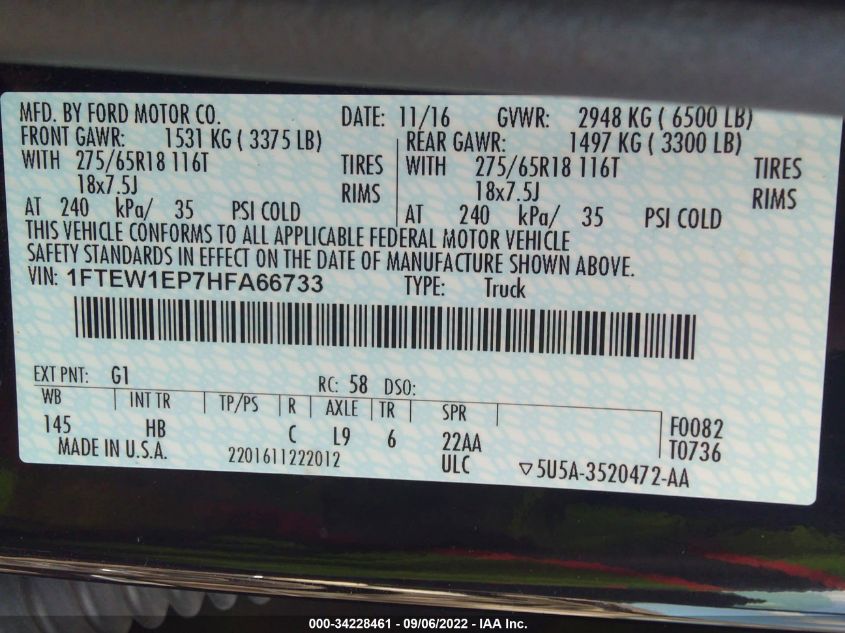 MFD. BY FORD MOTOR CO. DATE: 11/16 GVWR: 2948 KG ( 6500 LB)
FRONT GAWR: 1531 KG ( 3375 LB) REAR GAWR: 1497 KG ( 3300 LB)
WITH 275/65R18 116T TIRES WITH 275/65R18 116T TIRES
18x7.5J RIMS 18x7.5J RIMS
AT 240 kPa/ 35 PSI COLD AT 240 kPa/ 35 PSI COLD
THIS VEHICLE CONFORMS TO ALL APPLICABLE FEDERAL MOTOR VEHICLE
SAFETY STANDARDS IN EFFECT ON THE DATE OF MANUFACTURE SHOWN ABOVE.
VIN: 1FTEW1EP7HFA66733 TYPE: Truck
EXT PNT: G1 RC: 58 DSO:
WB INT TR TP/PS R AXLE TR SPR
145 HB C L9 6 22AA F0082
MADE IN U.S.A. 2201611222012 ULC T0736
▽5U5A-3520472-AA
000-34228461 - 09/06/2022 - IAA Inc.